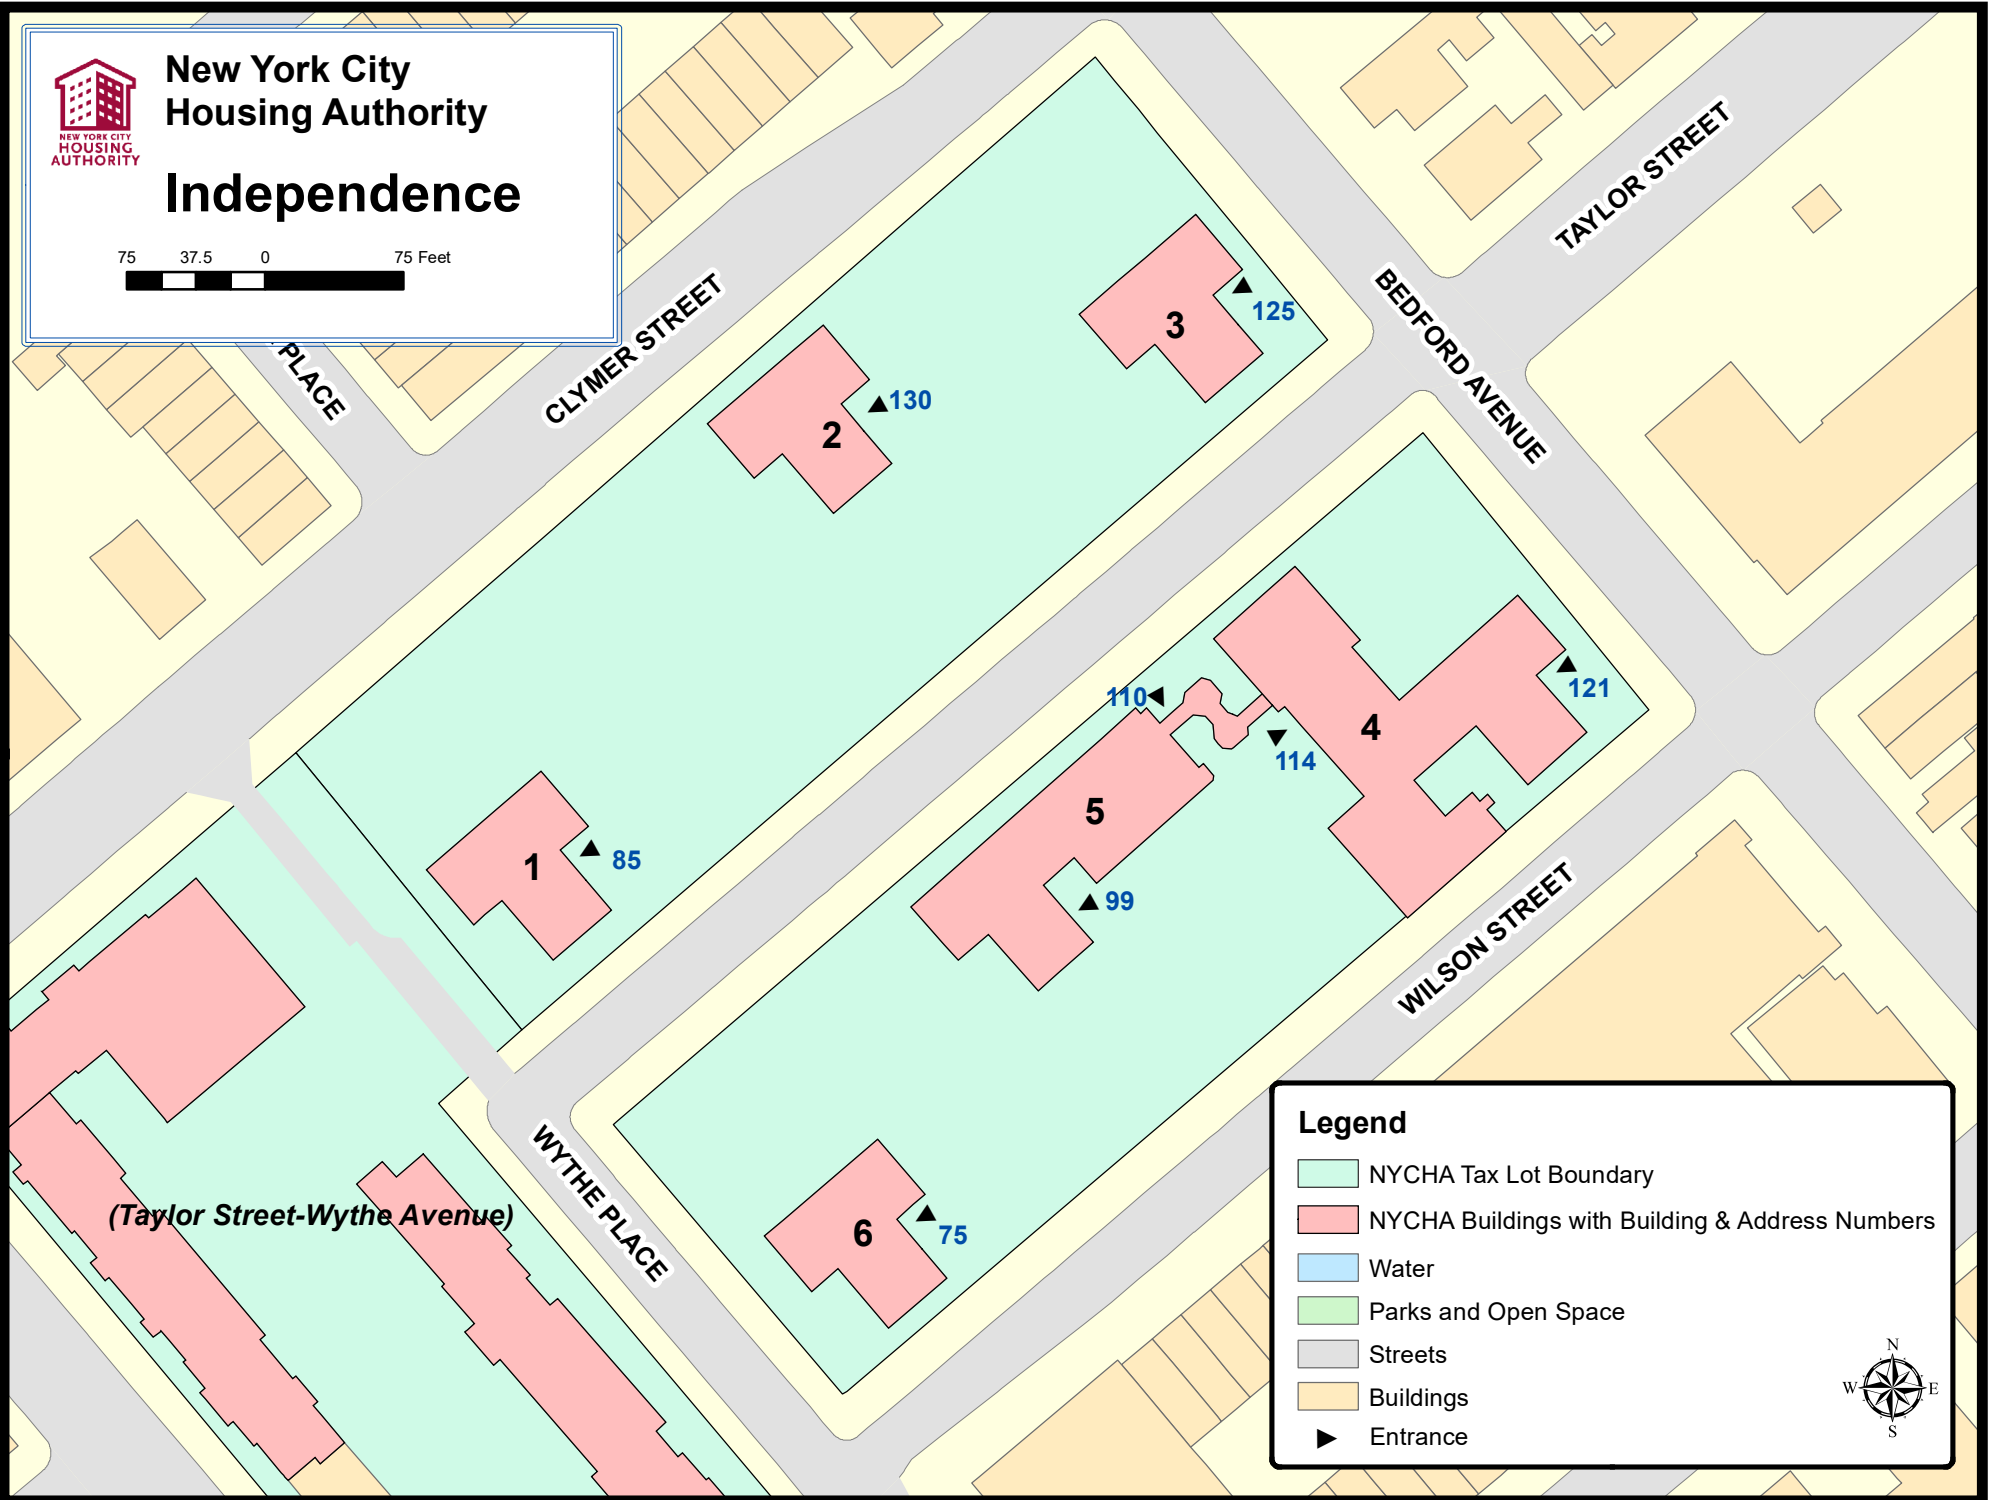 New York City
Housing Authority
NEW YORK CITY
HOUSING
AUTHORITY
Independence
75 37.5 0 75 Feet
PLACE
CLYMER STREET
TAYLOR STREET
BEDFORD AVENUE
3
125
2
130
121
110
4
114
5
1
85
99
WILSON STREET
WYTHE PLACE
(Taylor Street-Wythe Avenue)
6
75
Legend
NYCHA Tax Lot Boundary
NYCHA Buildings with Building & Address Numbers
Water
Parks and Open Space
Streets
Buildings
Entrance
N
W E
S